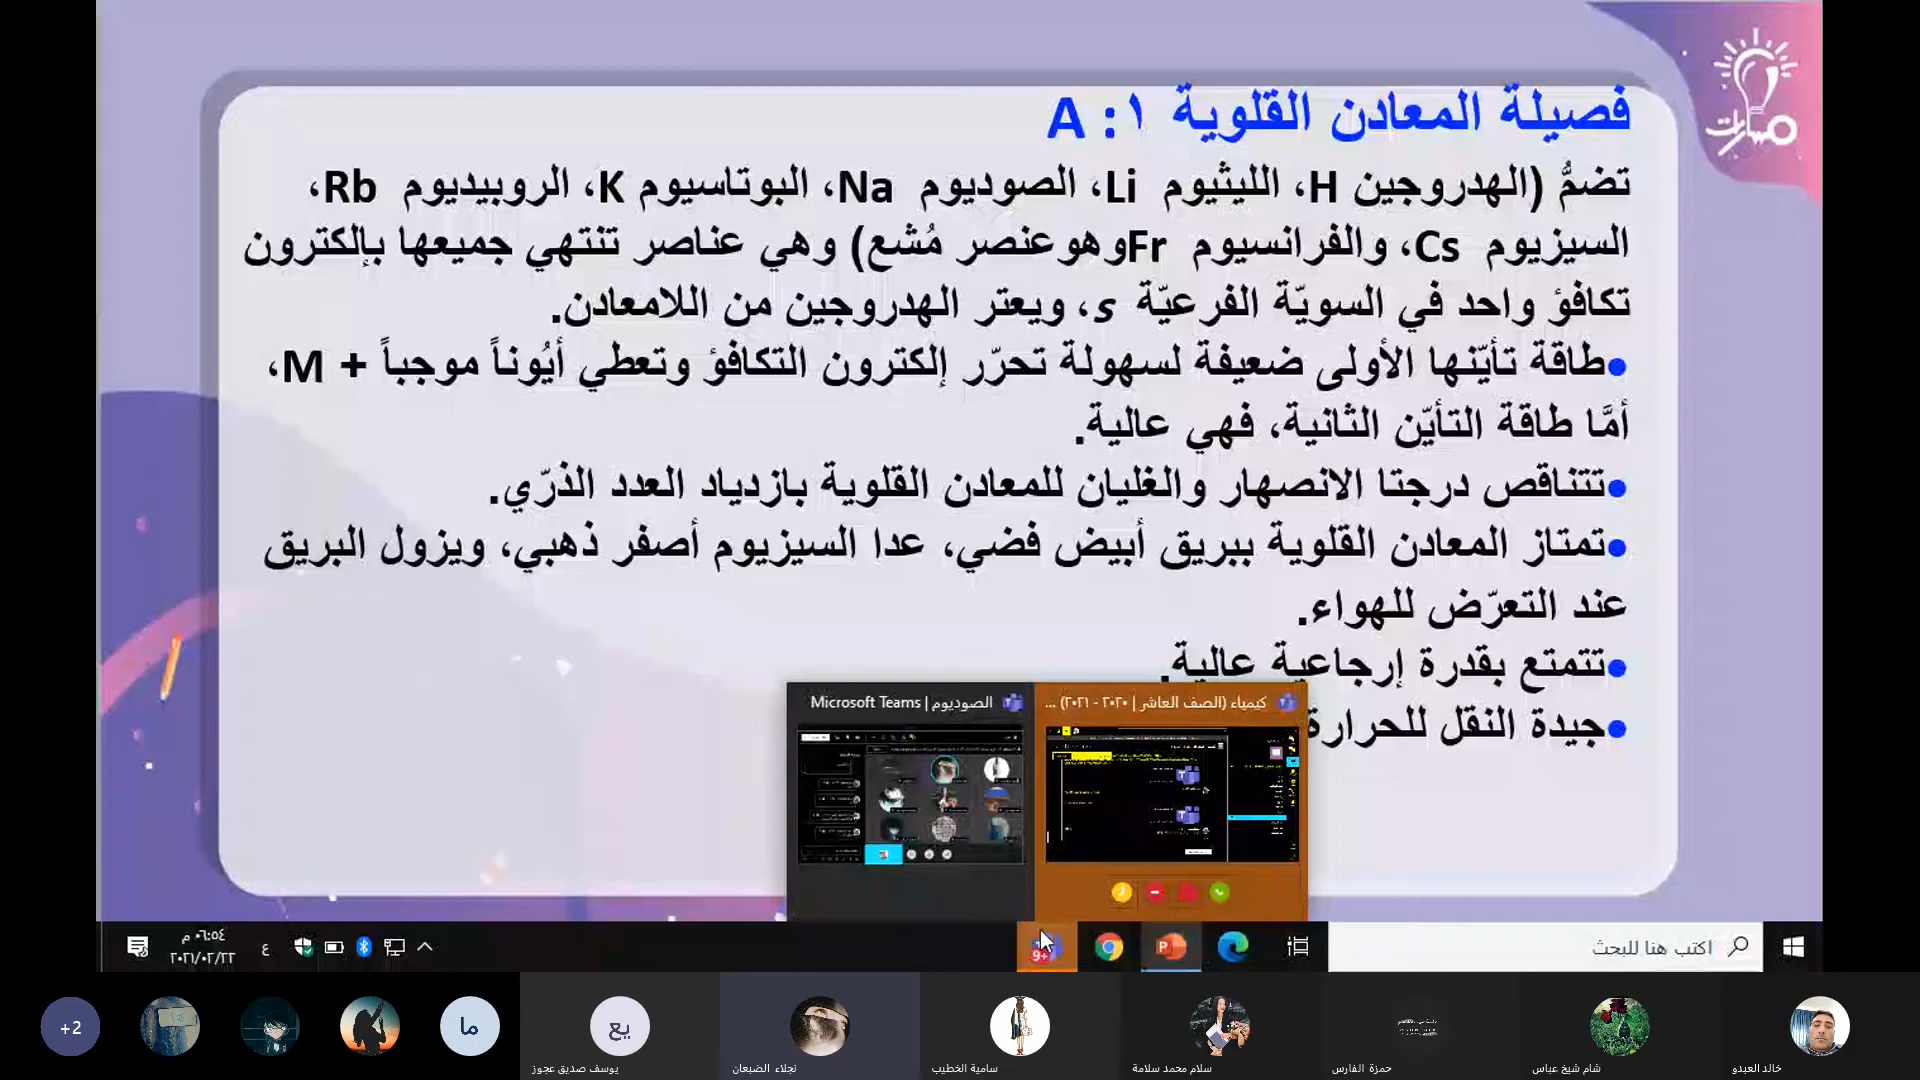 مسارات
فصيلة المعادن القلوية ١ : A
تضمُّ (الهدروجين H، الليثيوم Li، الصوديوم Na، البوتاسيوم K، الروبيديوم Rb،
السيزيوم Cs، والفرانسيوم Frوهوعنصر مُشع) وهي عناصر تنتهي جميعها بإلكترون
تكافؤ واحد في السويّة الفرعيّة s، ويعتر الهدروجين من اللامعادن.
•طاقة تأيّنها الأولى ضعيفة لسهولة تحرّر إلكترون التكافؤ وتعطي أيُوناً موجباً + M،
أمَّا طاقة التأيّن الثانية، فهي عالية.
•تتناقص درجتا الانصهار والغليان للمعادن القلوية بازدياد العدد الذرّي.
•تمتاز المعادن القلوية ببريق أبيض فضي، عدا السيزيوم أصفر ذهبي، ويزول البريق
عند التعرّض للهواء.
•تتمتع بقدرة إرجاعية عالية.
•جيدة النقل للحرارة
كيمياء (الصف العاشر | ٢٠٢٠ - ٢٠٢١) ...
الصوديوم | Microsoft Teams
اكتب هنا للبحث
9+
ع
٠٦:٥٤ م
٢٠٢١/٠٢/٢٢
+2
ما
يع
يوسف صديق عجوز
نجلاء الضبعان
سامية الخطيب
سلام محمد سلامة
حمزة الفارس
شام شيخ عباس
خالد العبدو